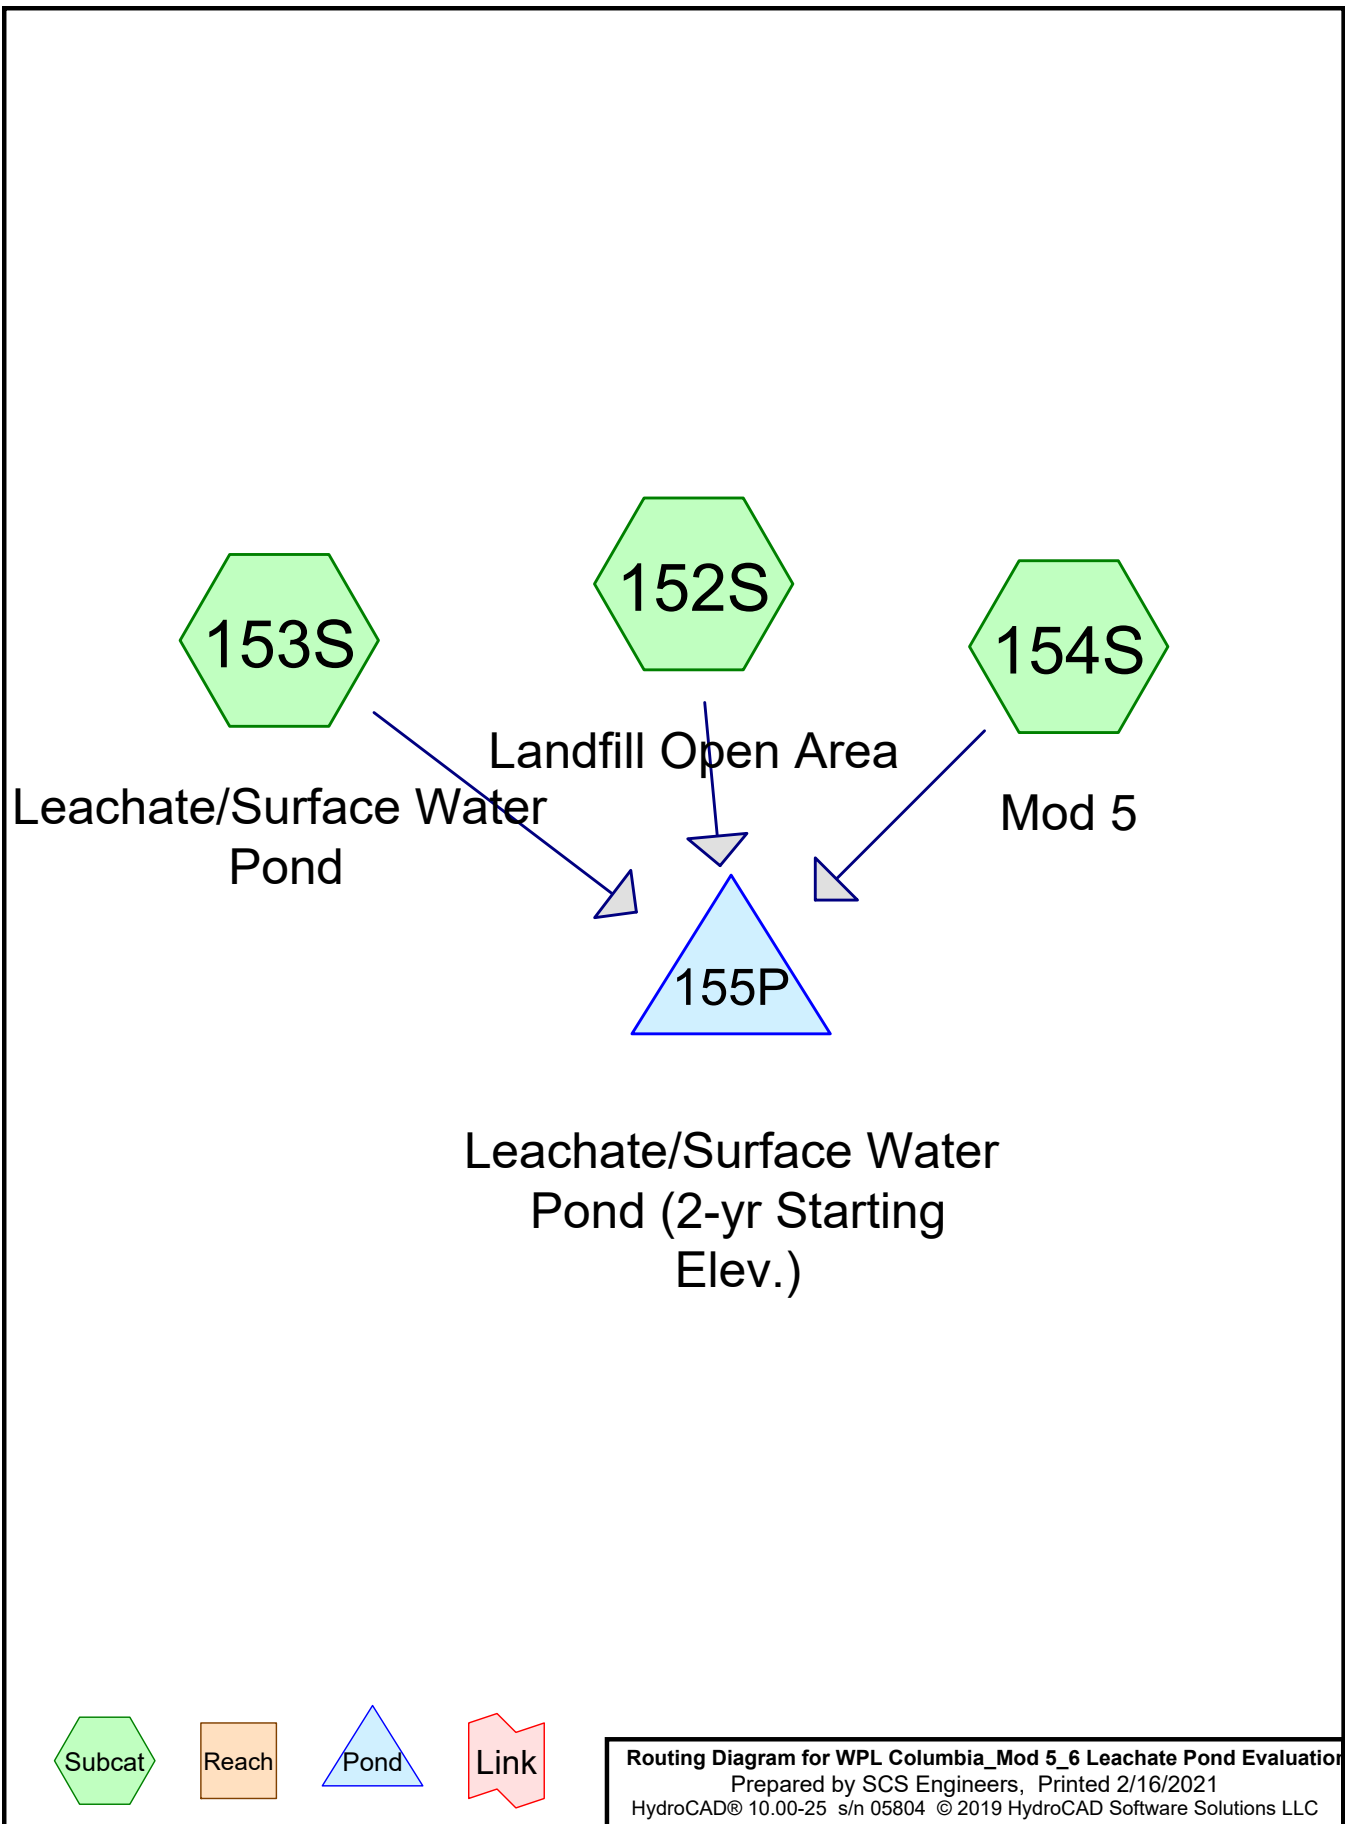 152S
153S
154S
Landfill Open Area
Leachate/Surface Water
Pond
Mod 5
155P
Leachate/Surface Water
Pond (2-yr Starting
Elev.)
Subcat
Reach
Pond
Link
Routing Diagram for WPL Columbia_Mod 5_6 Leachate Pond Evaluation
Prepared by SCS Engineers,  Printed 2/16/2021
HydroCAD® 10.00-25  s/n 05804  © 2019 HydroCAD Software Solutions LLC